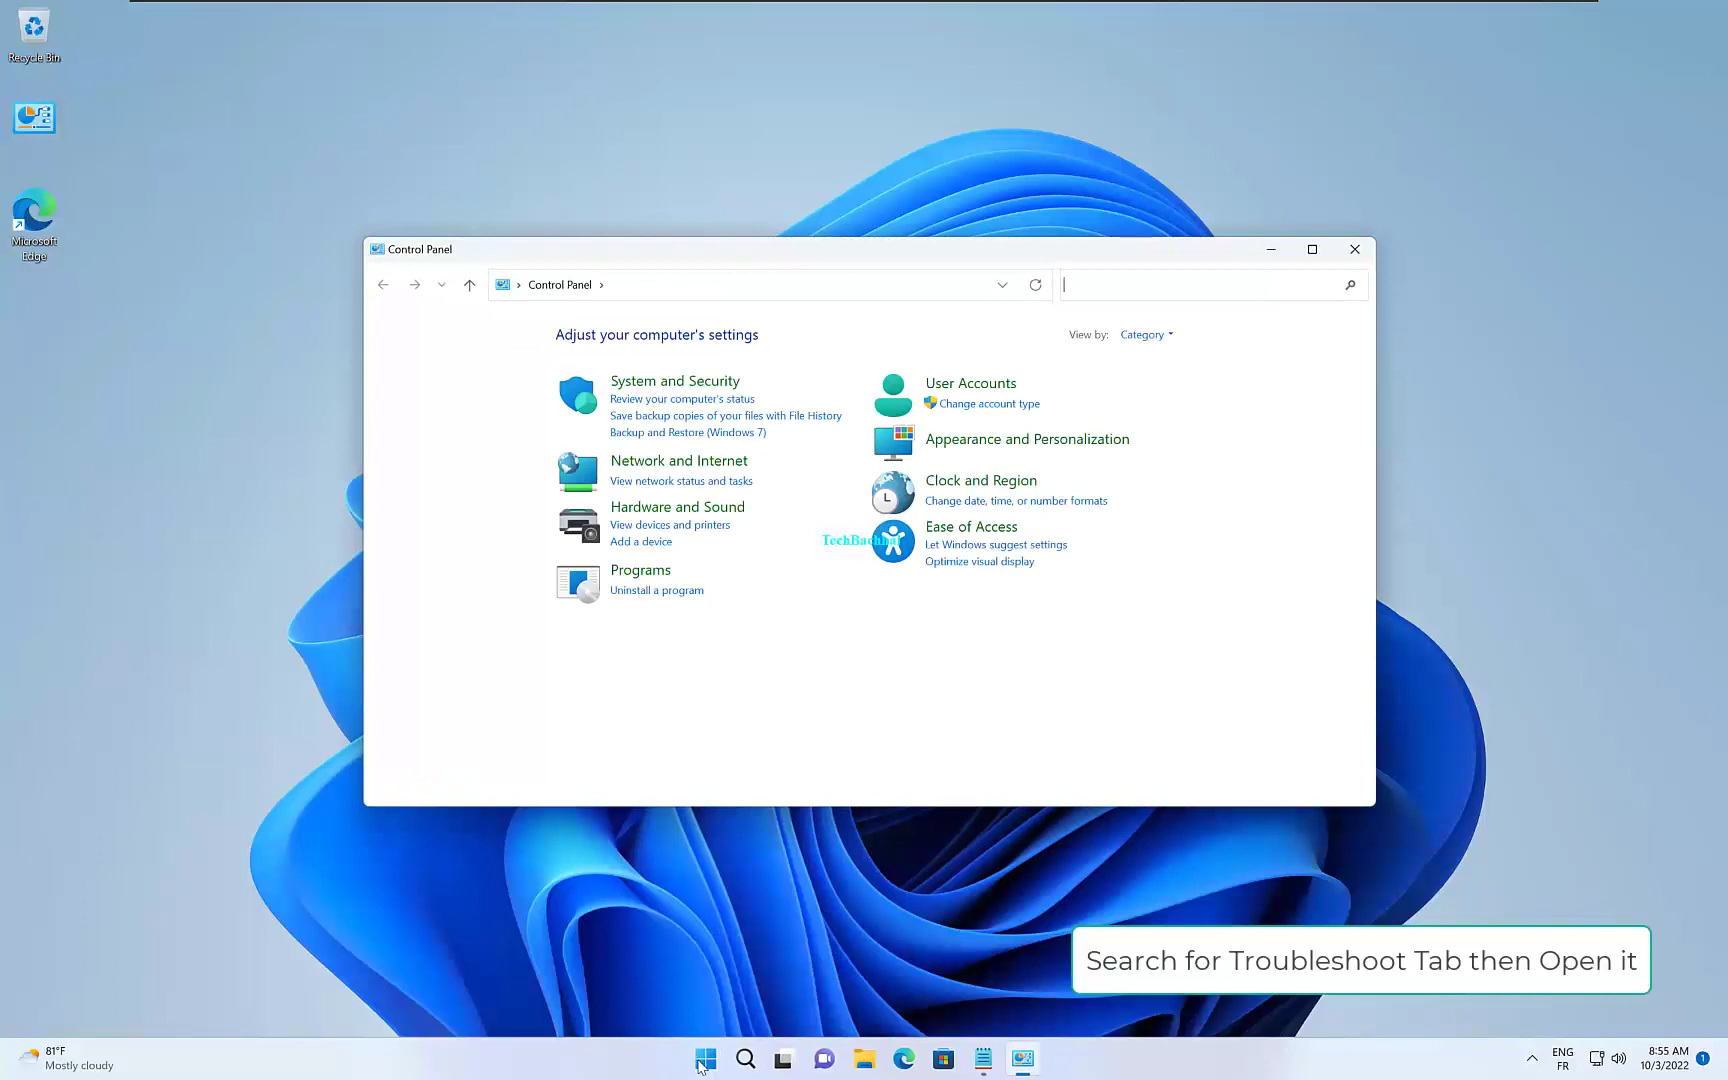 Recycle Bin
Microsoft
Edge
Control Panel
Control Panel
Adjust your computer's settings
View by: Category
System and Security
Review your computer's status
Save backup copies of your files with File History
Backup and Restore (Windows 7)
Network and Internet
View network status and tasks
Hardware and Sound
View devices and printers
Add a device
Programs
Uninstall a program
User Accounts
Change account type
Appearance and Personalization
Clock and Region
Change date, time, or number formats
Ease of Access
Let Windows suggest settings
Optimize visual display
Search for Troubleshoot Tab then Open it
81°F
Mostly cloudy
ENG
FR
8:55 AM
10/3/2022
1